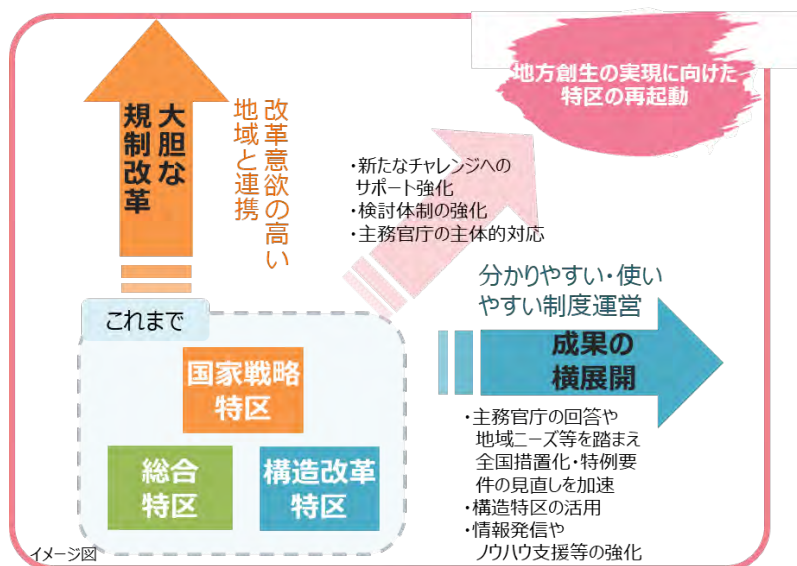 地方創生の実現に向けた
特区の再起動
大胆な
規制改革
改革意欲の高い
地域と連携
・新たなチャレンジへの
サポート強化
・検討体制の強化
・主務官庁の主体的対応
分かりやすい・使い
やすい制度運営
成果の
横展開
これまで
国家戦略
特区
総合
特区
構造改革
特区
・主務官庁の回答や
地域ニーズ等を踏まえ
全国措置化・特例要
件の見直しを加速
・構造特区の活用
・情報発信や
ノウハウ支援等の強化
イメージ図